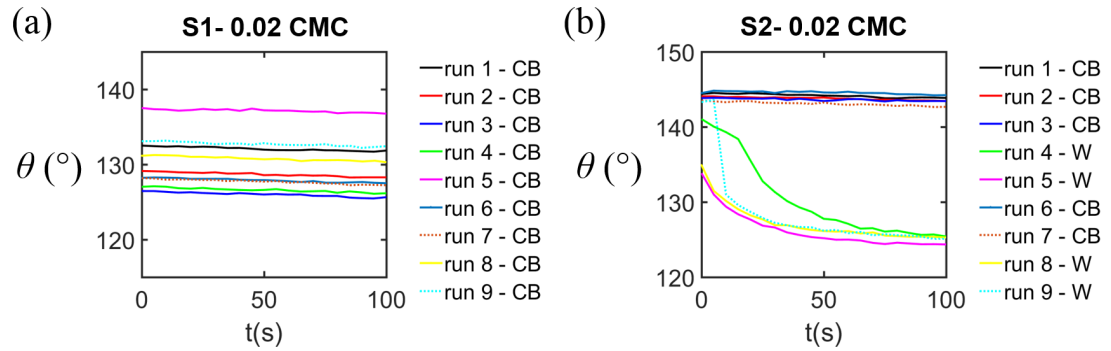 (a)
S1- 0.02 CMC
140
130
120
θ (°)
0
50
100
t(s)
run 1 - CB
run 2 - CB
run 3 - CB
run 4 - CB
run 5 - CB
run 6 - CB
run 7 - CB
run 8 - CB
run 9 - CB
(b)
S2- 0.02 CMC
150
140
130
120
θ (°)
0
50
100
t(s)
run 1 - CB
run 2 - CB
run 3 - CB
run 4 - W
run 5 - W
run 6 - CB
run 7 - CB
run 8 - W
run 9 - W